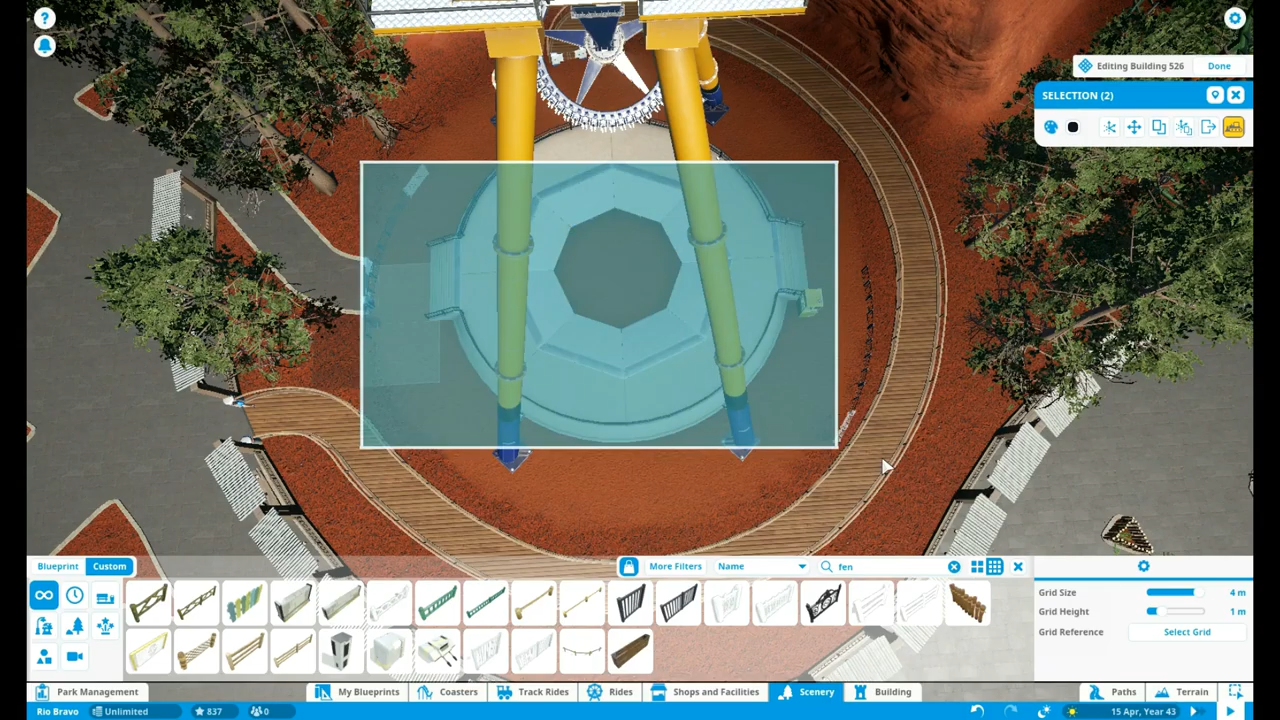 ?
Editing Building 526 Done
SELECTION (2)
Blueprint Custom More Filters Name fen
Grid Size 4 m
Grid Height 1 m
Grid Reference Select Grid
Park Management My Blueprints Coasters Track Rides Rides Shops and Facilities Scenery Building Paths Terrain
Rio Bravo Unlimited 837 0 15 Apr, Year 43